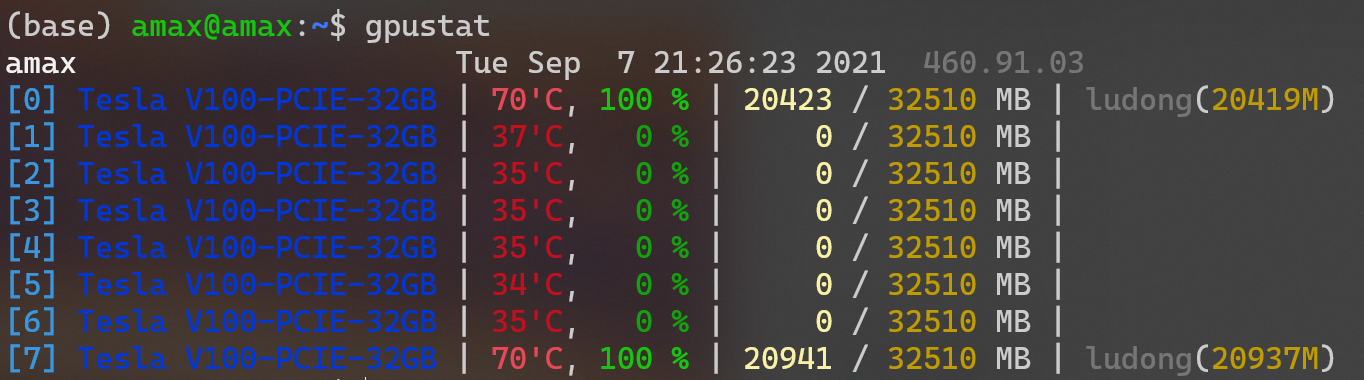 (base) amax@amax:~$ gpustat
amax Tue Sep 7 21:26:23 2021 460.91.03
[0] Tesla V100-PCIE-32GB | 70'C, 100 % | 20423 / 32510 MB | ludong(20419M)
[1] Tesla V100-PCIE-32GB | 37'C, 0 % | 0 / 32510 MB |
[2] Tesla V100-PCIE-32GB | 35'C, 0 % | 0 / 32510 MB |
[3] Tesla V100-PCIE-32GB | 35'C, 0 % | 0 / 32510 MB |
[4] Tesla V100-PCIE-32GB | 35'C, 0 % | 0 / 32510 MB |
[5] Tesla V100-PCIE-32GB | 34'C, 0 % | 0 / 32510 MB |
[6] Tesla V100-PCIE-32GB | 35'C, 0 % | 0 / 32510 MB |
[7] Tesla V100-PCIE-32GB | 70'C, 100 % | 20941 / 32510 MB | ludong(20937M)